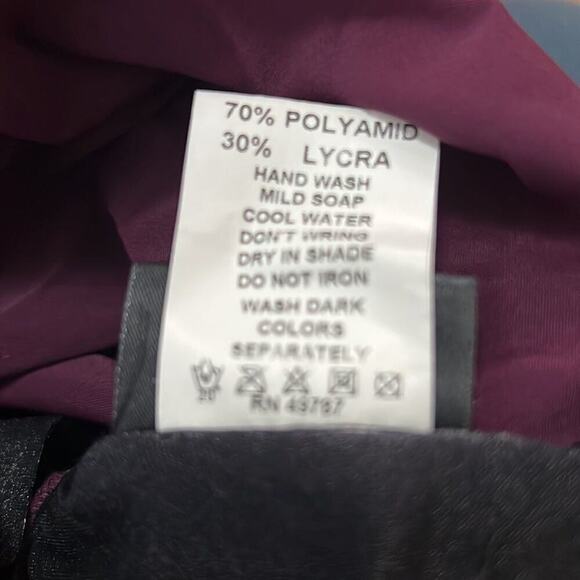 70% POLYAMID
30% LYCRA
HAND WASH
MILD SOAP
COOL WATER
DON'T WRING
DRY IN SHADE
DO NOT IRON
WASH DARK
COLORS
SEPARATELY
RN 49787